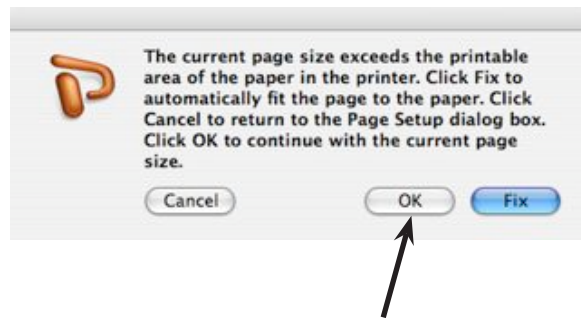 The current page size exceeds the printable
area of the paper in the printer. Click Fix to
automatically fit the page to the paper. Click
Cancel to return to the Page Setup dialog box.
Click OK to continue with the current page
size.
Cancel OK Fix